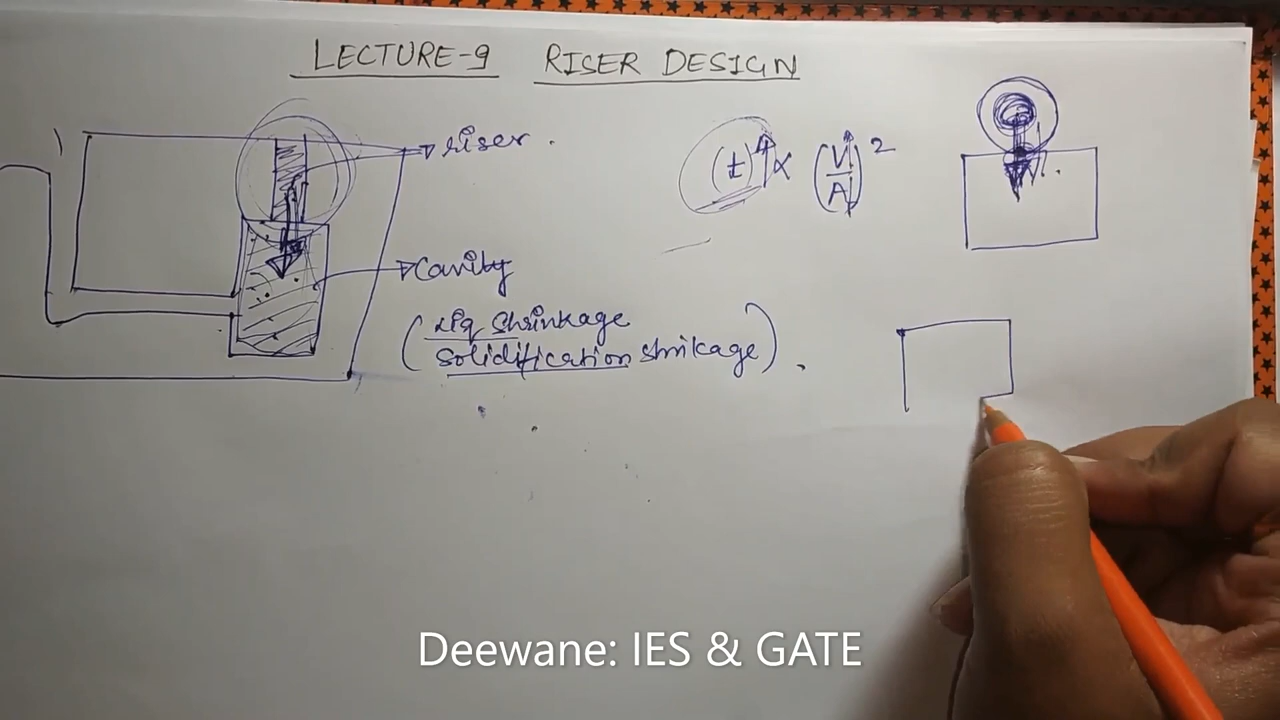 LECTURE-9 RISER DESIGN
riser.
(t) ∝ (V/A)²
Cavity
(liq shrinkage
Solidification shrikage).
Deewane: IES & GATE